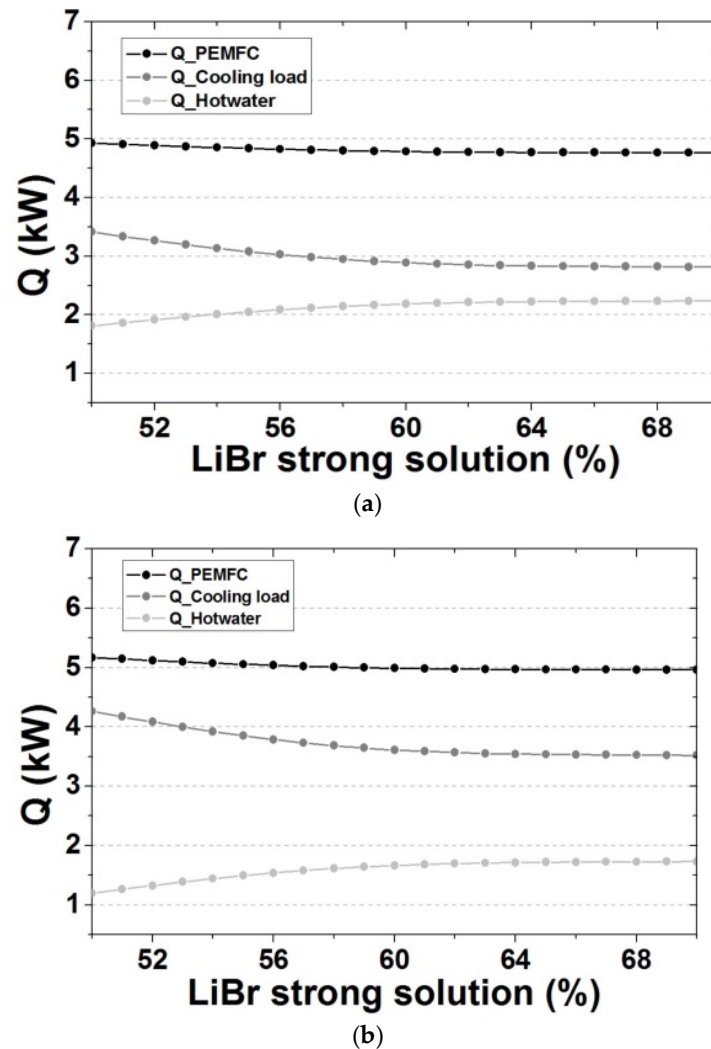 7
6
5
4
3
2
1
Q (kW)
Q_PEMFC
Q_Cooling load
Q_Hotwater
52 56 60 64 68
LiBr strong solution (%)
(a)
7
6
5
4
3
2
1
Q (kW)
Q_PEMFC
Q_Cooling load
Q_Hotwater
52 56 60 64 68
LiBr strong solution (%)
(b)